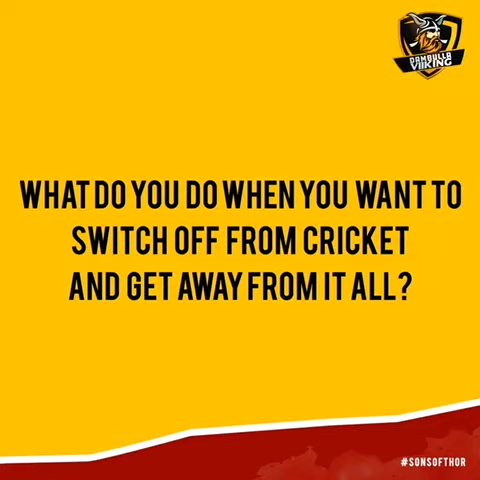 DAMBULLA
VIIKING
WHAT DO YOU DO WHEN YOU WANT TO
SWITCH OFF FROM CRICKET
AND GET AWAY FROM IT ALL?
#SONSOFTHOR